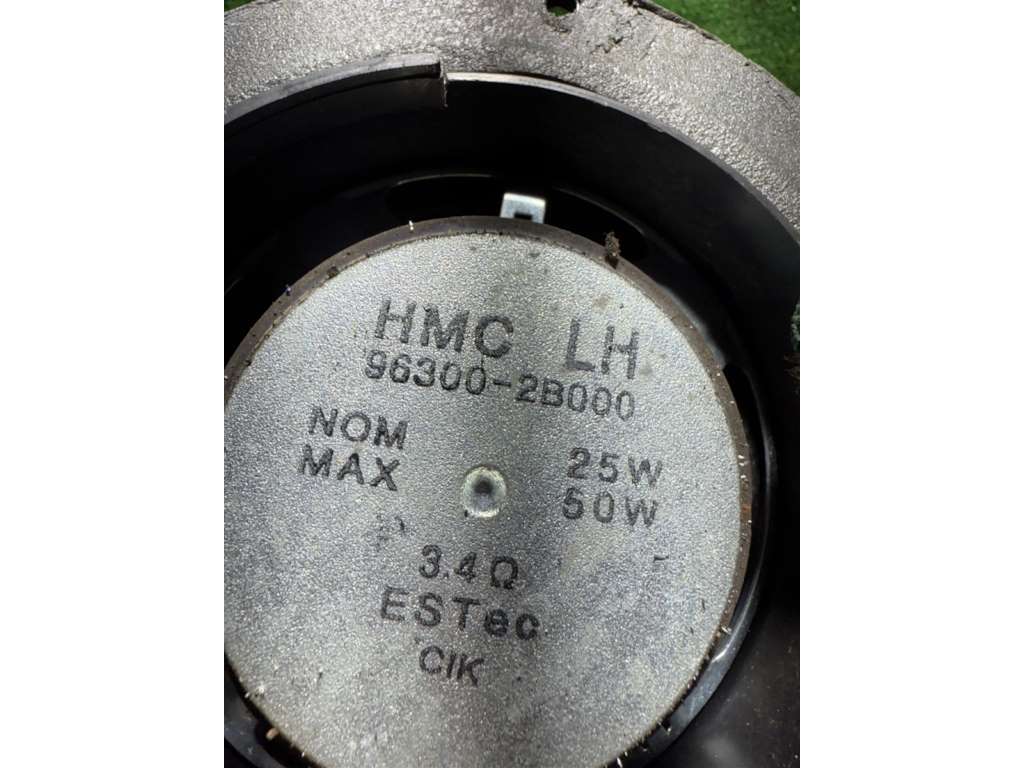 HMC LH
96300-2B000
NOM 25W
MAX 50W
3.4Ω
ESTec
CIK